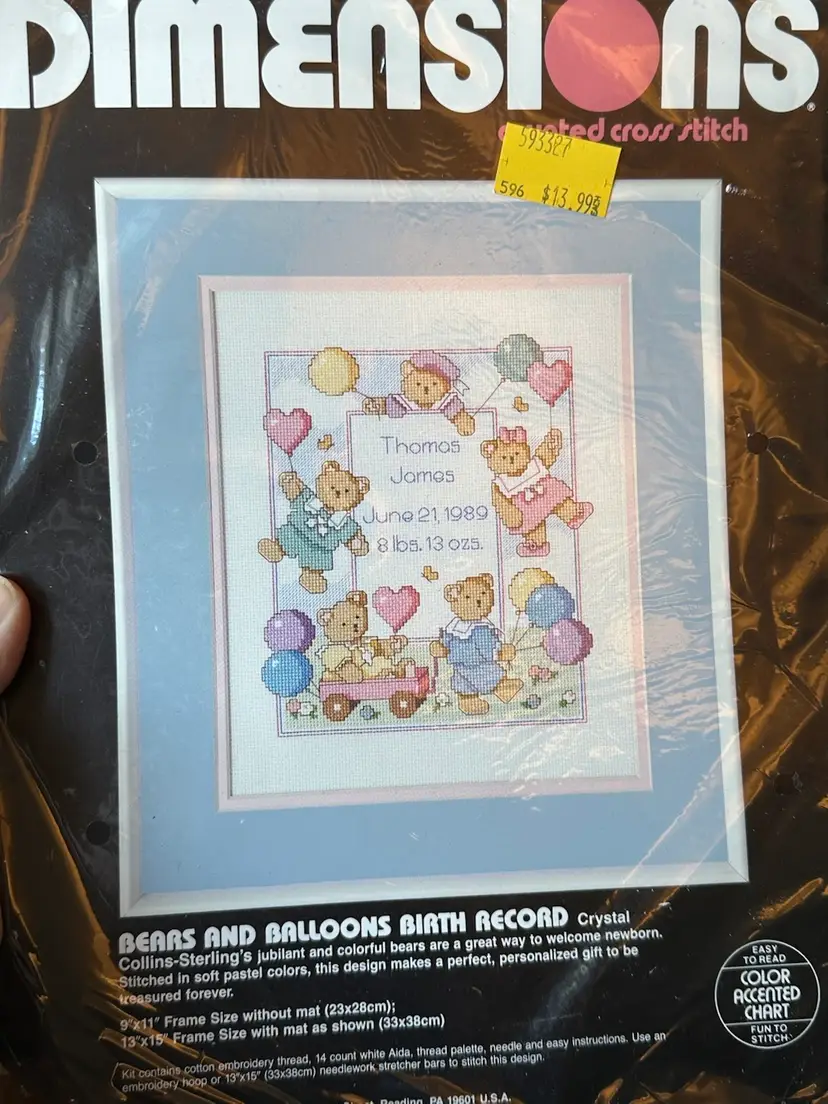 DIMENSIONS®
counted cross stitch
593327
596 $13.99
Thomas
James
June 21, 1989
8 lbs. 13 ozs.
BEARS AND BALLOONS BIRTH RECORD Crystal
Collins-Sterling's jubilant and colorful bears are a great way to welcome newborn.
Stitched in soft pastel colors, this design makes a perfect, personalized gift to be
treasured forever.
9"x11" Frame Size without mat (23x28cm);
13"x15" Frame Size with mat as shown (33x38cm)
Kit contains cotton embroidery thread, 14 count white Aida, thread palette, needle and easy instructions. Use an
embroidery hoop or 13"x15" (33x38cm) needlework stretcher bars to stitch this design.
EASY
TO READ
COLOR
ACCENTED
CHART
FUN TO
STITCH
Reading, PA 19601 U.S.A.